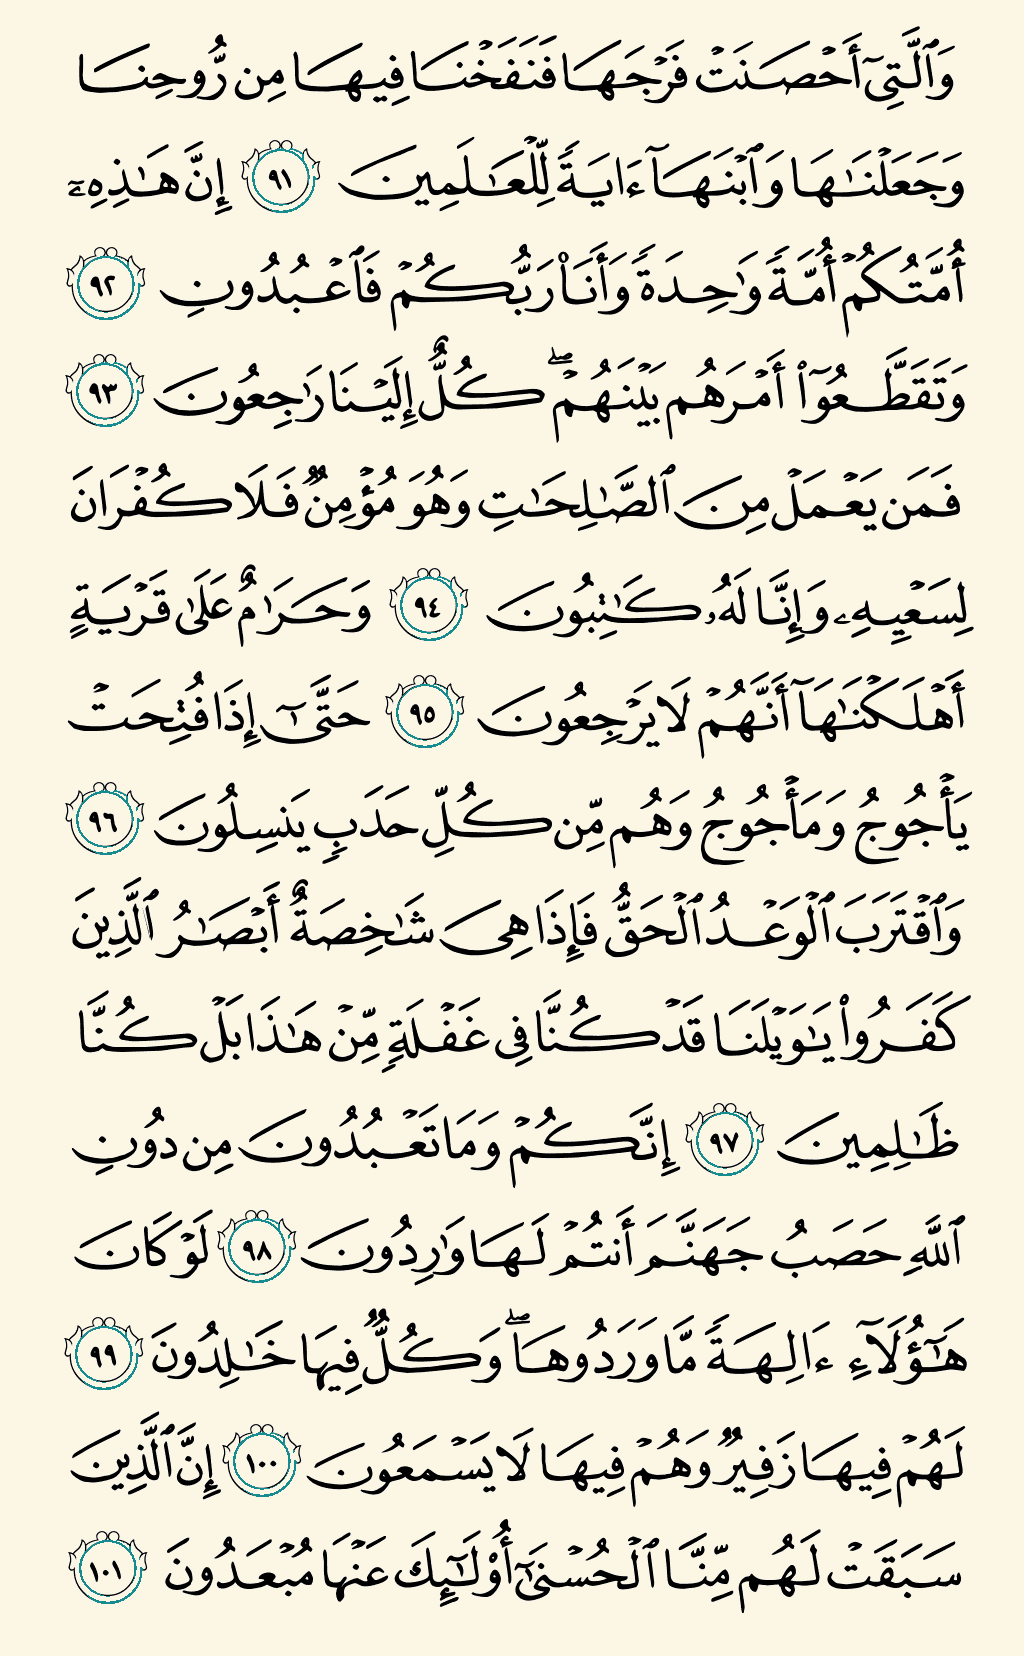 وَٱلَّتِىٓ أَحْصَنَتْ فَرْجَهَا فَنَفَخْنَا فِيهَا مِن رُّوحِنَا
وَجَعَلْنَـٰهَا وَٱبْنَهَآ ءَايَةً لِّلْعَـٰلَمِينَ ٩١ إِنَّ هَـٰذِهِۦٓ
أُمَّتُكُمْ أُمَّةً وَٰحِدَةً وَأَنَا۠ رَبُّكُمْ فَٱعْبُدُونِ ٩٢
وَتَقَطَّعُوٓا۟ أَمْرَهُم بَيْنَهُمْ ۖ كُلٌّ إِلَيْنَا رَٰجِعُونَ ٩٣
فَمَن يَعْمَلْ مِنَ ٱلصَّـٰلِحَـٰتِ وَهُوَ مُؤْمِنٌ فَلَا كُفْرَانَ
لِسَعْيِهِۦ وَإِنَّا لَهُۥ كَـٰتِبُونَ ٩٤ وَحَرَٰمٌ عَلَىٰ قَرْيَةٍ
أَهْلَكْنَـٰهَآ أَنَّهُمْ لَا يَرْجِعُونَ ٩٥ حَتَّىٰٓ إِذَا فُتِحَتْ
يَأْجُوجُ وَمَأْجُوجُ وَهُم مِّن كُلِّ حَدَبٍ يَنسِلُونَ ٩٦
وَٱقْتَرَبَ ٱلْوَعْدُ ٱلْحَقُّ فَإِذَا هِىَ شَـٰخِصَةٌ أَبْصَـٰرُ ٱلَّذِينَ
كَفَرُوا۟ يَـٰوَيْلَنَا قَدْ كُنَّا فِى غَفْلَةٍ مِّنْ هَـٰذَا بَلْ كُنَّا
ظَـٰلِمِينَ ٩٧ إِنَّكُمْ وَمَا تَعْبُدُونَ مِن دُونِ
ٱللَّهِ حَصَبُ جَهَنَّمَ أَنتُمْ لَهَا وَٰرِدُونَ ٩٨ لَوْ كَانَ
هَـٰٓؤُلَآءِ ءَالِهَةً مَّا وَرَدُوهَا ۖ وَكُلٌّ فِيهَا خَـٰلِدُونَ ٩٩
لَهُمْ فِيهَا زَفِيرٌ وَهُمْ فِيهَا لَا يَسْمَعُونَ ١٠٠ إِنَّ ٱلَّذِينَ
سَبَقَتْ لَهُم مِّنَّا ٱلْحُسْنَىٰٓ أُو۟لَـٰٓئِكَ عَنْهَا مُبْعَدُونَ ١٠١